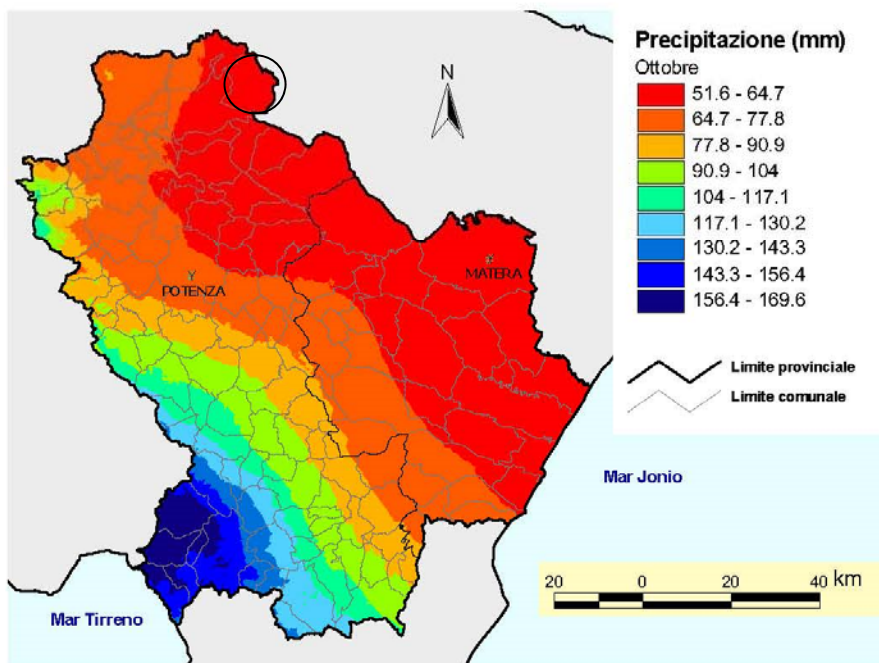 Precipitazione (mm)
Ottobre
51.6 - 64.7
64.7 - 77.8
77.8 - 90.9
90.9 - 104
104 - 117.1
117.1 - 130.2
130.2 - 143.3
143.3 - 156.4
156.4 - 169.6
Limite provinciale
Limite comunale
N
POTENZA
MATERA
Mar Jonio
Mar Tirreno
20 0 20 40 km